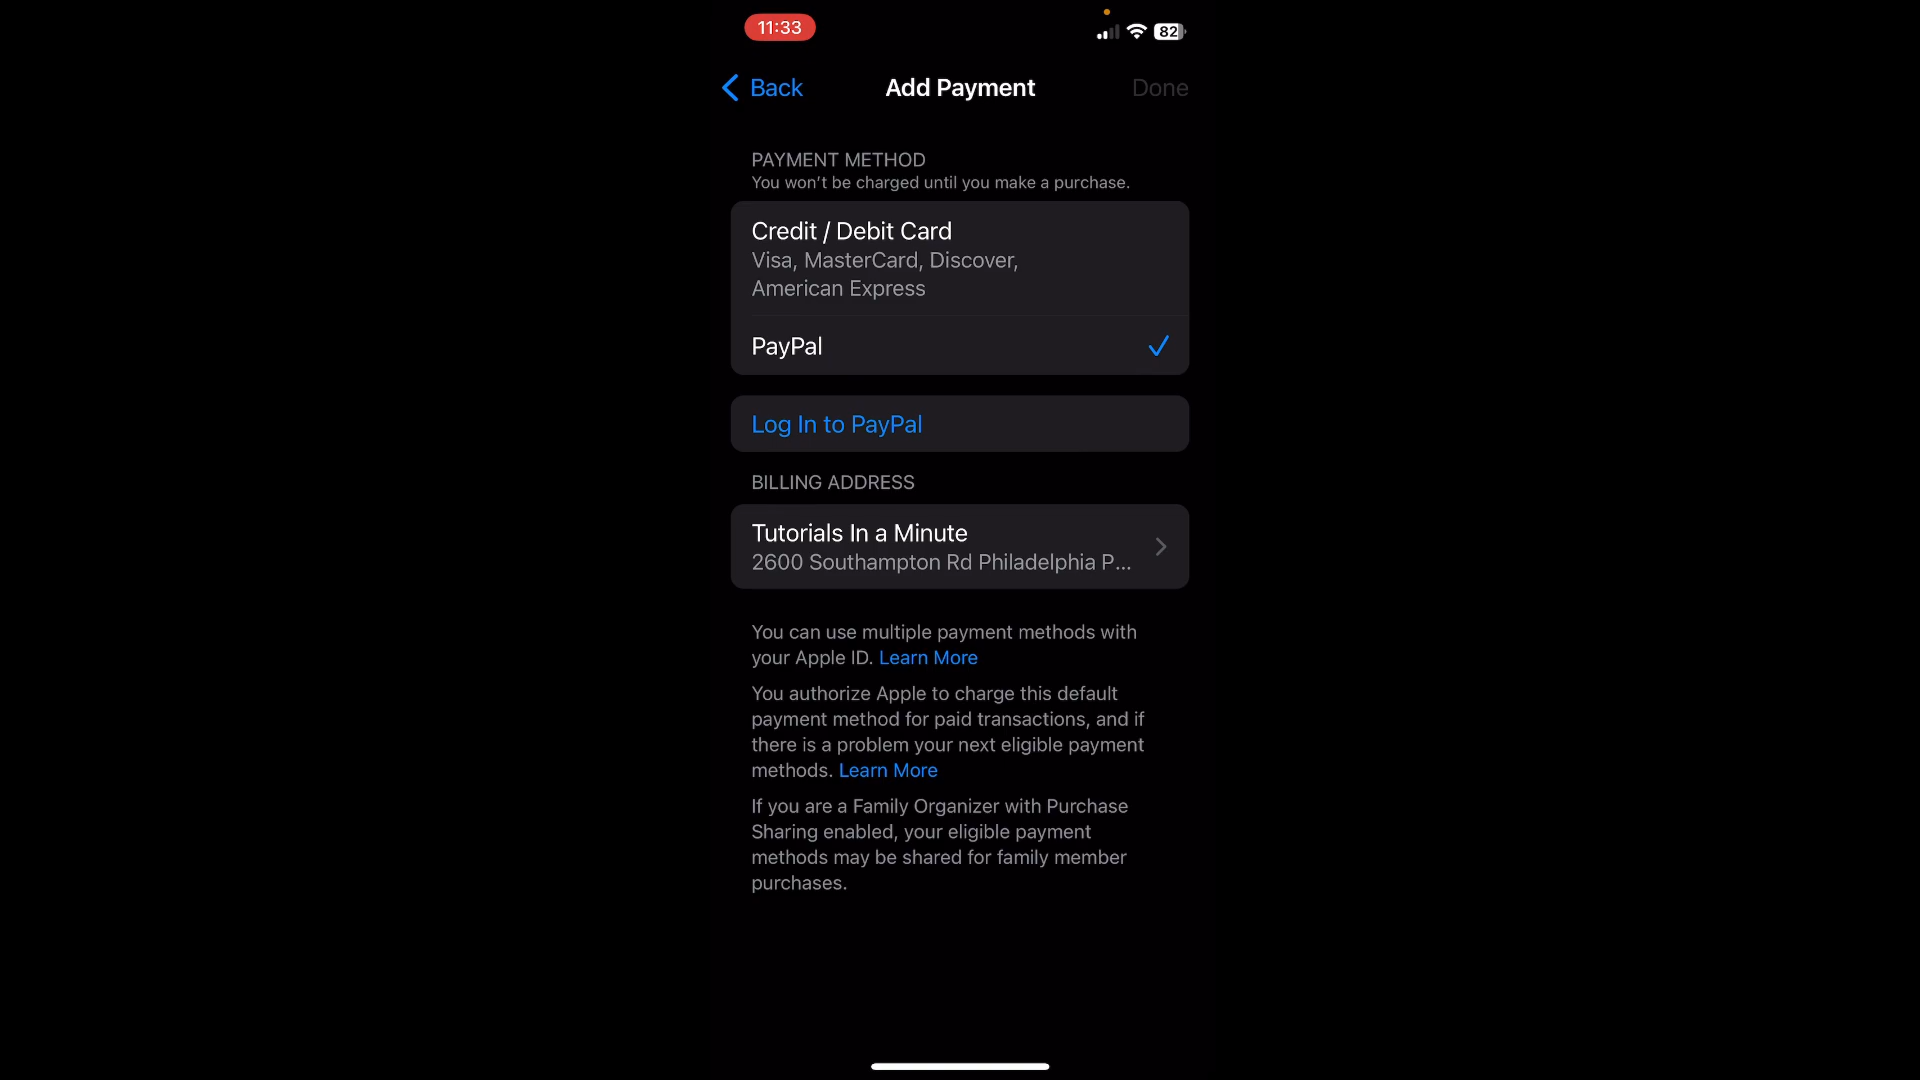 11:33
82
Back
Add Payment
Done
PAYMENT METHOD
You won't be charged until you make a purchase.
Credit / Debit Card
Visa, MasterCard, Discover,
American Express
PayPal
Log In to PayPal
BILLING ADDRESS
Tutorials In a Minute
2600 Southampton Rd Philadelphia P...
You can use multiple payment methods with
your Apple ID. Learn More
You authorize Apple to charge this default
payment method for paid transactions, and if
there is a problem your next eligible payment
methods. Learn More
If you are a Family Organizer with Purchase
Sharing enabled, your eligible payment
methods may be shared for family member
purchases.